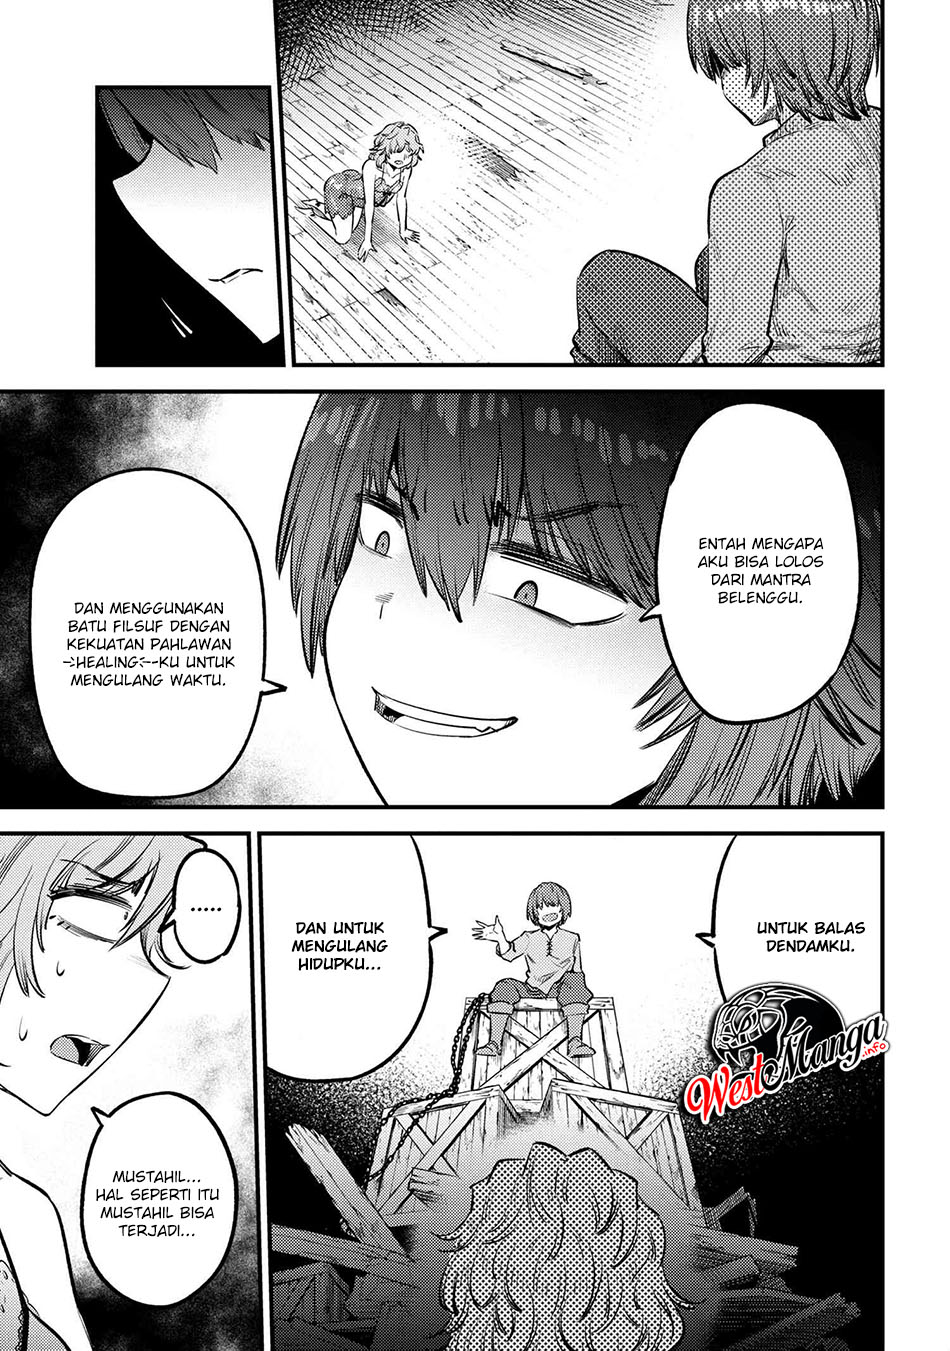 ENTAH MENGAPA
AKU BISA LOLOS
DARI MANTRA
BELENGGU.
DAN MENGGUNAKAN
BATU FILSUF DENGAN
KEKUATAN PAHLAWAN
-›HEALING‹--KU UNTUK
MENGULANG WAKTU.
UNTUK BALAS
DENDAMKU.
DAN UNTUK
MENGULANG
HIDUPKU...
.....
MUSTAHIL...
HAL SEPERTI ITU
MUSTAHIL BISA
TERJADI...
WestManga
.info